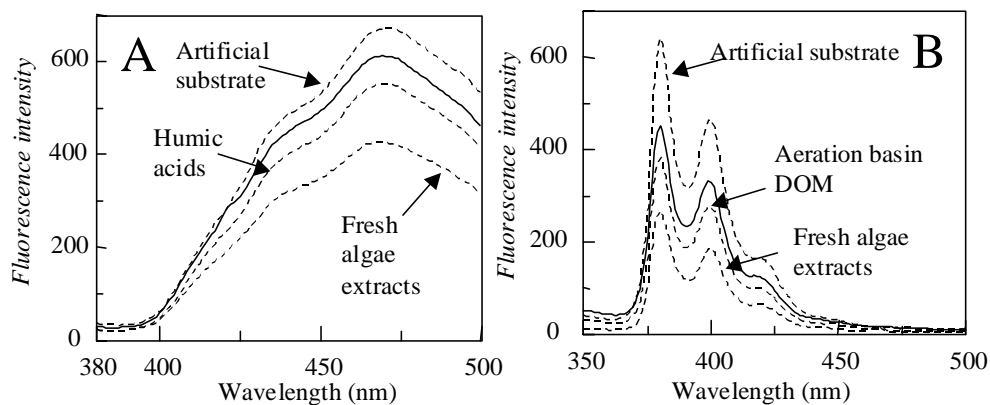 A
Fluorescence intensity
600
400
200
0
Artificial
substrate
Humic
acids
Fresh
algae
extracts
380 400 450 500
Wavelength (nm)
B
Fluorescence intensity
600
400
200
0
Artificial substrate
Aeration basin
DOM
Fresh algae
extracts
350 400 450 500
Wavelength (nm)